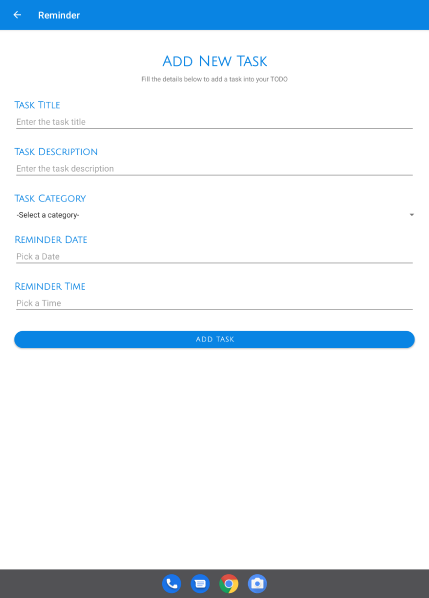 Reminder
Add New Task
Fill the details below to add a task into your TODO
Task Title
Enter the task title
Task Description
Enter the task description
Task Category
-Select a category-
Reminder Date
Pick a Date
Reminder Time
Pick a Time
ADD TASK